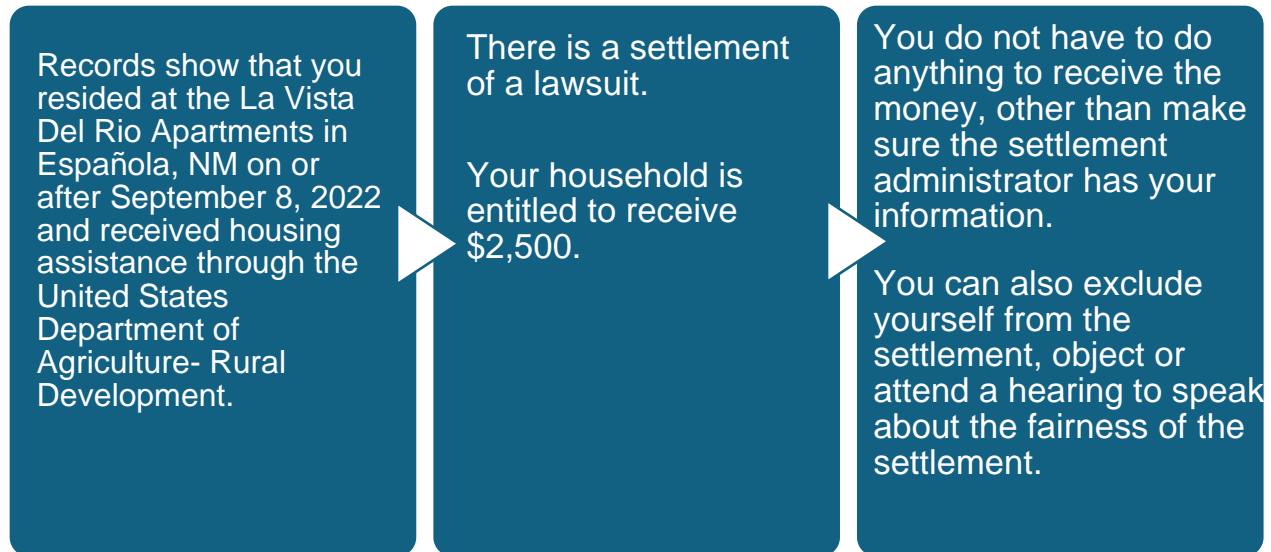 Records show that you
resided at the La Vista
Del Rio Apartments in
Española, NM on or
after September 8, 2022
and received housing
assistance through the
United States
Department of
Agriculture- Rural
Development.
There is a settlement
of a lawsuit.
Your household is
entitled to receive
$2,500.
You do not have to do
anything to receive the
money, other than make
sure the settlement
administrator has your
information.
You can also exclude
yourself from the
settlement, object or
attend a hearing to speak
about the fairness of the
settlement.